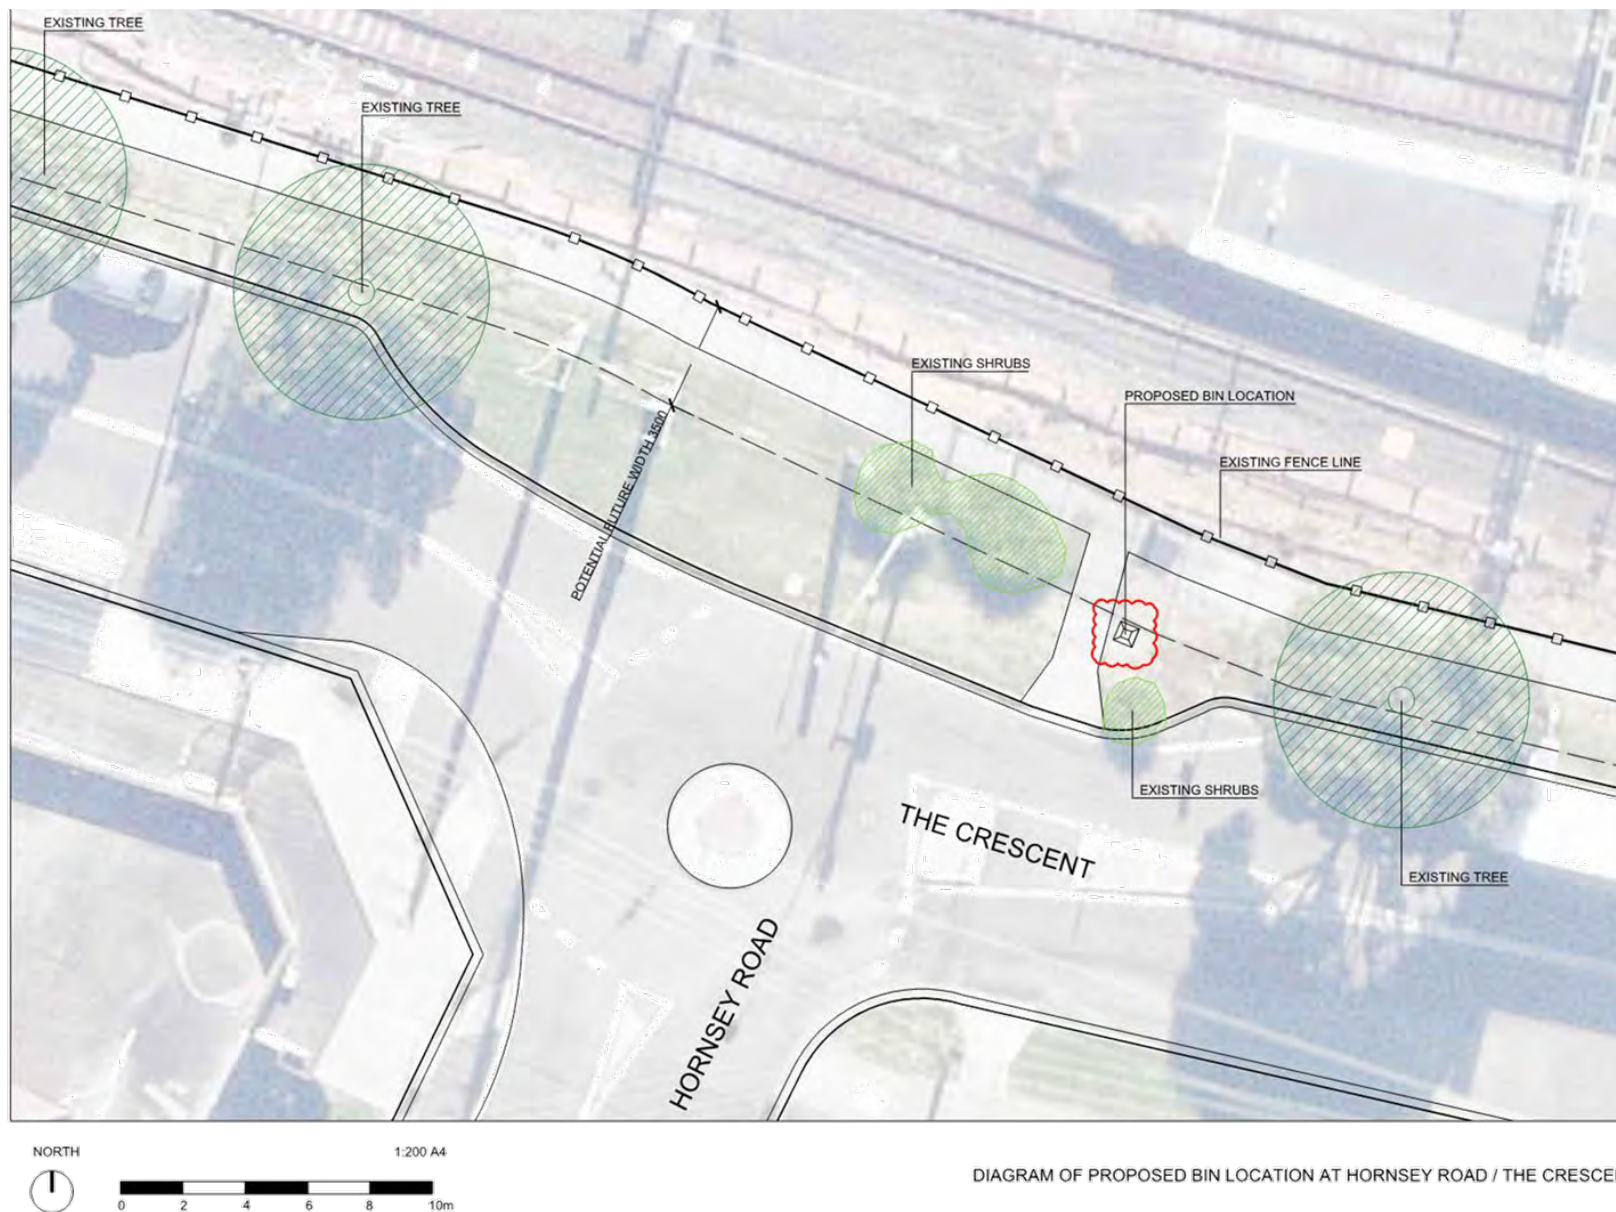 EXISTING TREE
EXISTING TREE
EXISTING SHRUBS
PROPOSED BIN LOCATION
EXISTING FENCE LINE
POTENTIAL FUTURE WIDTH 3500
EXISTING SHRUBS
THE CRESCENT
EXISTING TREE
HORNSEY ROAD
NORTH
1:200 A4
0 2 4 6 8 10m
DIAGRAM OF PROPOSED BIN LOCATION AT HORNSEY ROAD / THE CRESCE